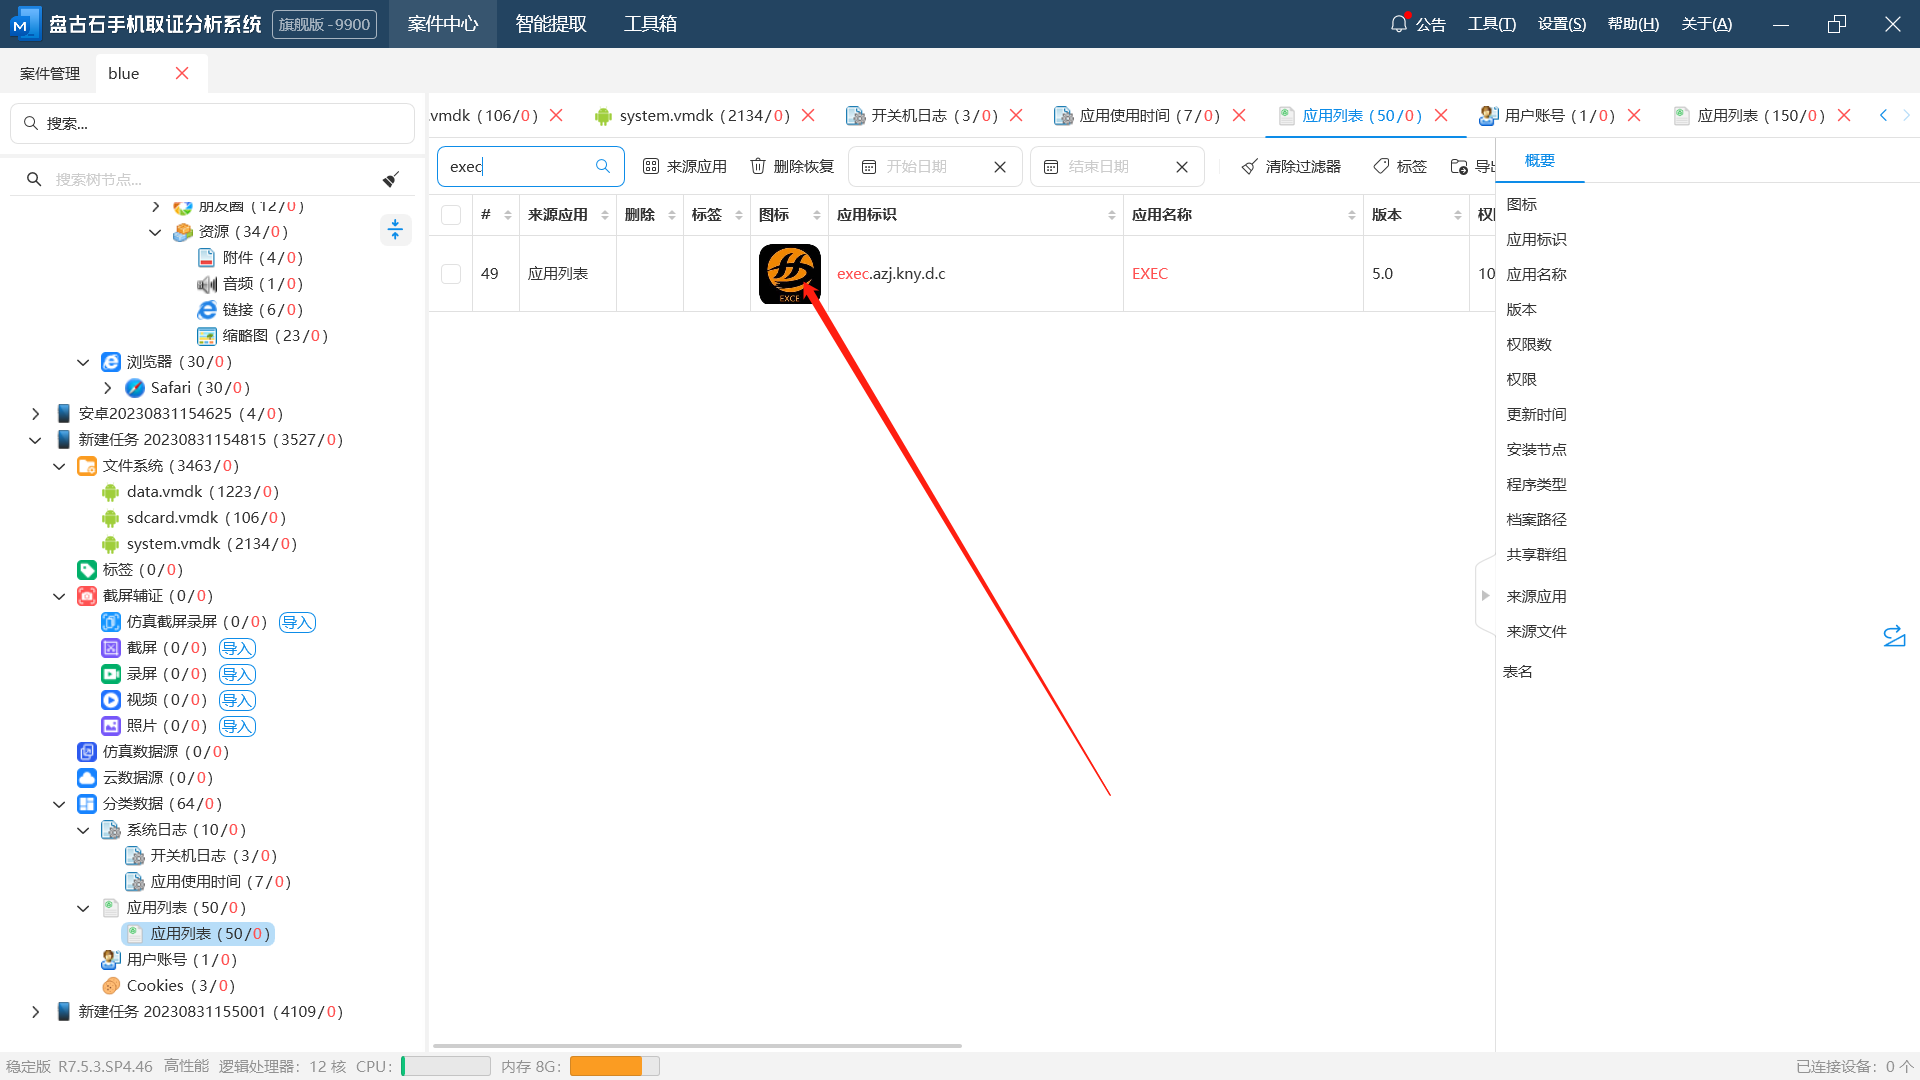 盘古石手机取证分析系统 旗舰版 -9900 案件中心 智能提取 工具箱 公告 工具(T) 设置(S) 帮助(H) 关于(A)
案件管理 blue
搜索...
搜索树节点...
朋友圈 (12/0)
资源 (34/0)
附件 (4/0)
音频 (1/0)
链接 (6/0)
缩略图 (23/0)
浏览器 (30/0)
Safari (30/0)
安卓20230831154625 (4/0)
新建任务 20230831154815 (3527/0)
文件系统 (3463/0)
data.vmdk (1223/0)
sdcard.vmdk (106/0)
system.vmdk (2134/0)
标签 (0/0)
截屏辅证 (0/0)
仿真截屏录屏 (0/0) 导入
截屏 (0/0) 导入
录屏 (0/0) 导入
视频 (0/0) 导入
照片 (0/0) 导入
仿真数据源 (0/0)
云数据源 (0/0)
分类数据 (64/0)
系统日志 (10/0)
开关机日志 (3/0)
应用使用时间 (7/0)
应用列表 (50/0)
应用列表 (50/0)
用户账号 (1/0)
Cookies (3/0)
新建任务 20230831155001 (4109/0)
.vmdk (106/0) system.vmdk (2134/0) 开关机日志 (3/0) 应用使用时间 (7/0) 应用列表 (50/0) 用户账号 (1/0) 应用列表 (150/0)
exec 来源应用 删除恢复 开始日期 结束日期 清除过滤器 标签 导出
# 来源应用 删除 标签 图标 应用标识 应用名称 版本 权限
49 应用列表 EXCE exec.azj.kny.d.c EXEC 5.0 10
概要
图标
应用标识
应用名称
版本
权限数
权限
更新时间
安装节点
程序类型
档案路径
共享群组
来源应用
来源文件
表名
稳定版 R7.5.3.SP4.46 高性能 逻辑处理器: 12 核 CPU: 内存 8G: 已连接设备: 0 个